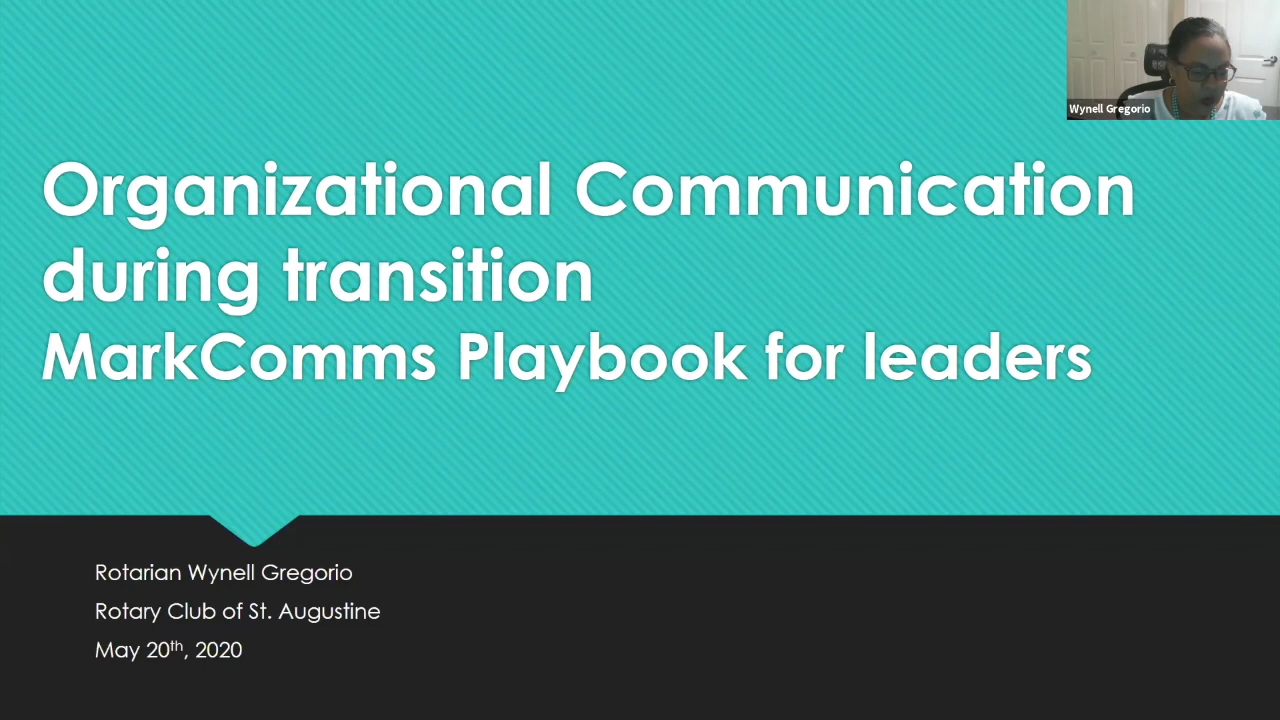 Wynell Gregorio
Organizational Communication
during transition
MarkComms Playbook for leaders
Rotarian Wynell Gregorio
Rotary Club of St. Augustine
May 20th, 2020